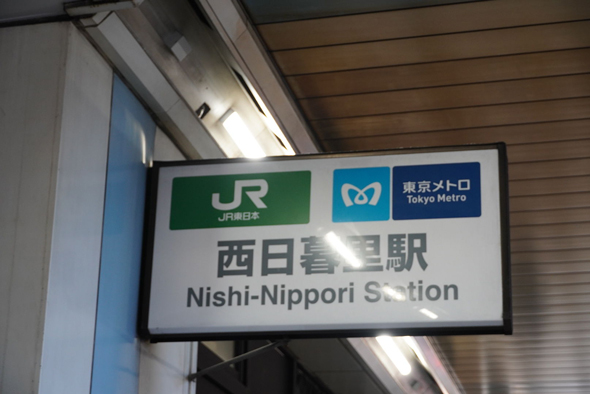 JR
JR東日本
東京メトロ
Tokyo Metro
西日暮里駅
Nishi-Nippori Station